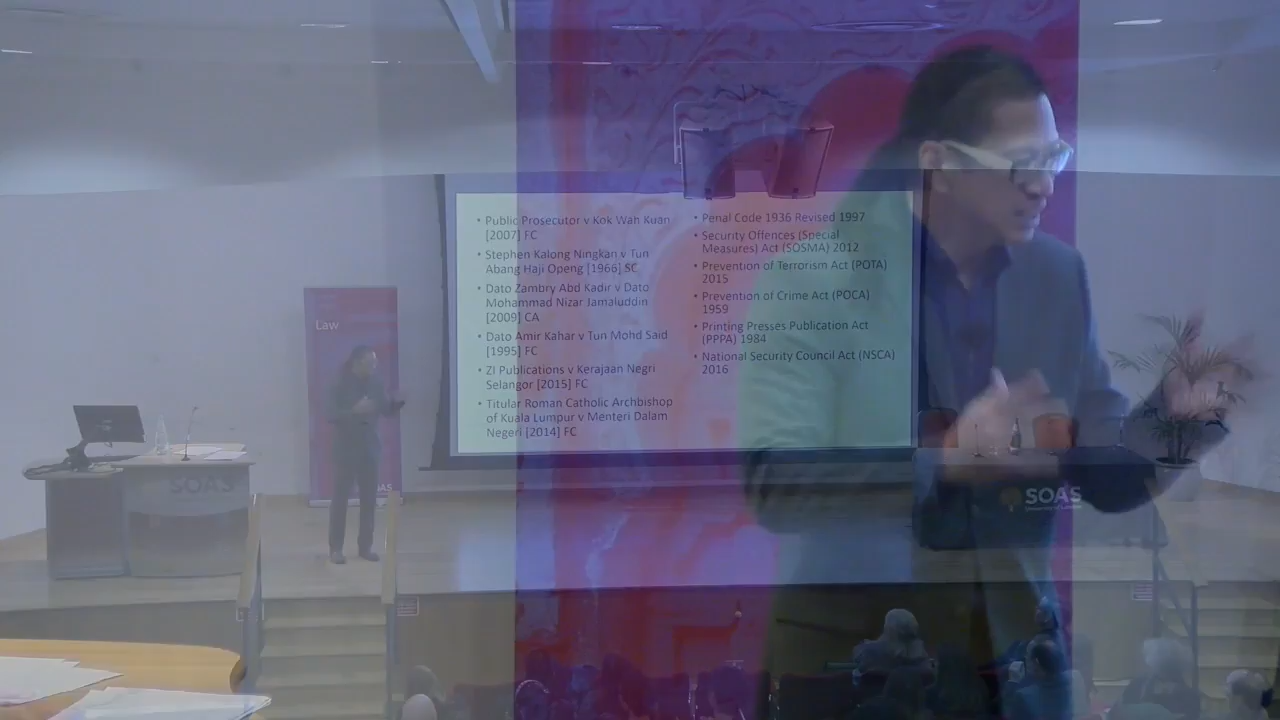 Law
• Public Prosecutor v Kok Wah Kuan
[2007] FC
• Stephen Kalong Ningkan v Tun
Abang Haji Openg [1966] SC
• Dato Zambry Abd Kadir v Dato
Mohammad Nizar Jamaluddin
[2009] CA
• Dato Amir Kahar v Tun Mohd Said
[1995] FC
• ZI Publications v Kerajaan Negri
Selangor [2015] FC
• Titular Roman Catholic Archbishop
of Kuala Lumpur v Menteri Dalam
Negeri [2014] FC
• Penal Code 1936 Revised 1997
• Security Offences (Special
Measures) Act (SOSMA) 2012
• Prevention of Terrorism Act (POTA)
2015
• Prevention of Crime Act (POCA)
1959
• Printing Presses Publication Act
(PPPA) 1984
• National Security Council Act (NSCA)
2016
SOAS
SOAS
SOAS
University of London